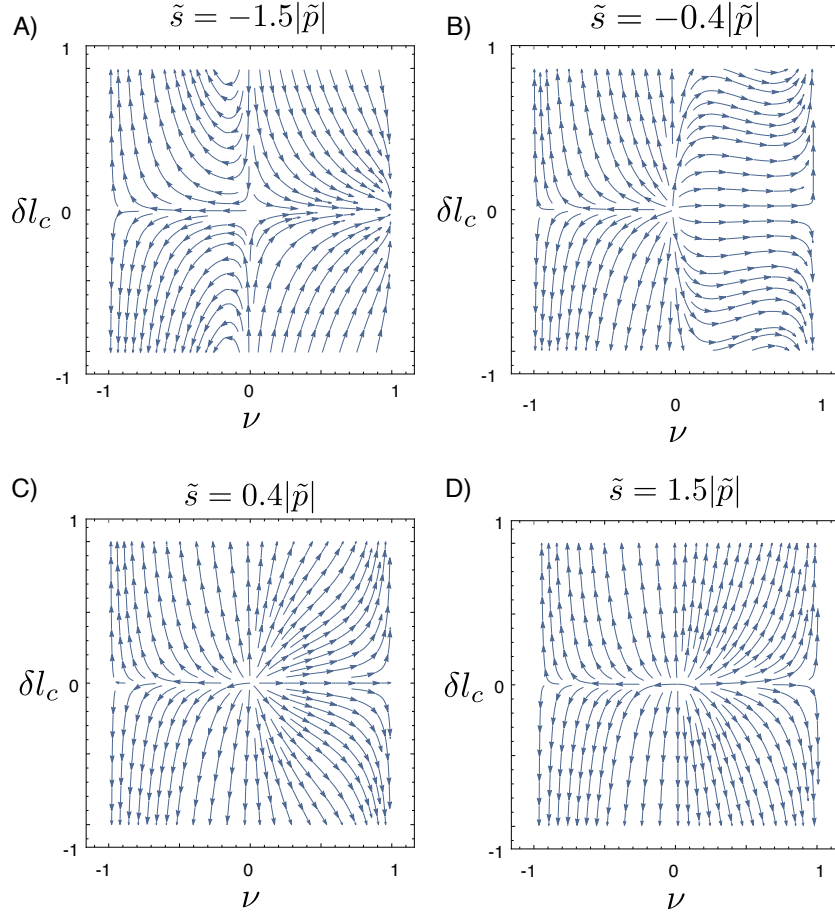 A) s̃ = −1.5|p̃|
1
δl_c 0
-1
-1 0 1
ν
B) s̃ = −0.4|p̃|
1
δl_c 0
-1
-1 0 1
ν
C) s̃ = 0.4|p̃|
1
δl_c 0
-1
-1 0 1
ν
D) s̃ = 1.5|p̃|
1
δl_c 0
-1
-1 0 1
ν